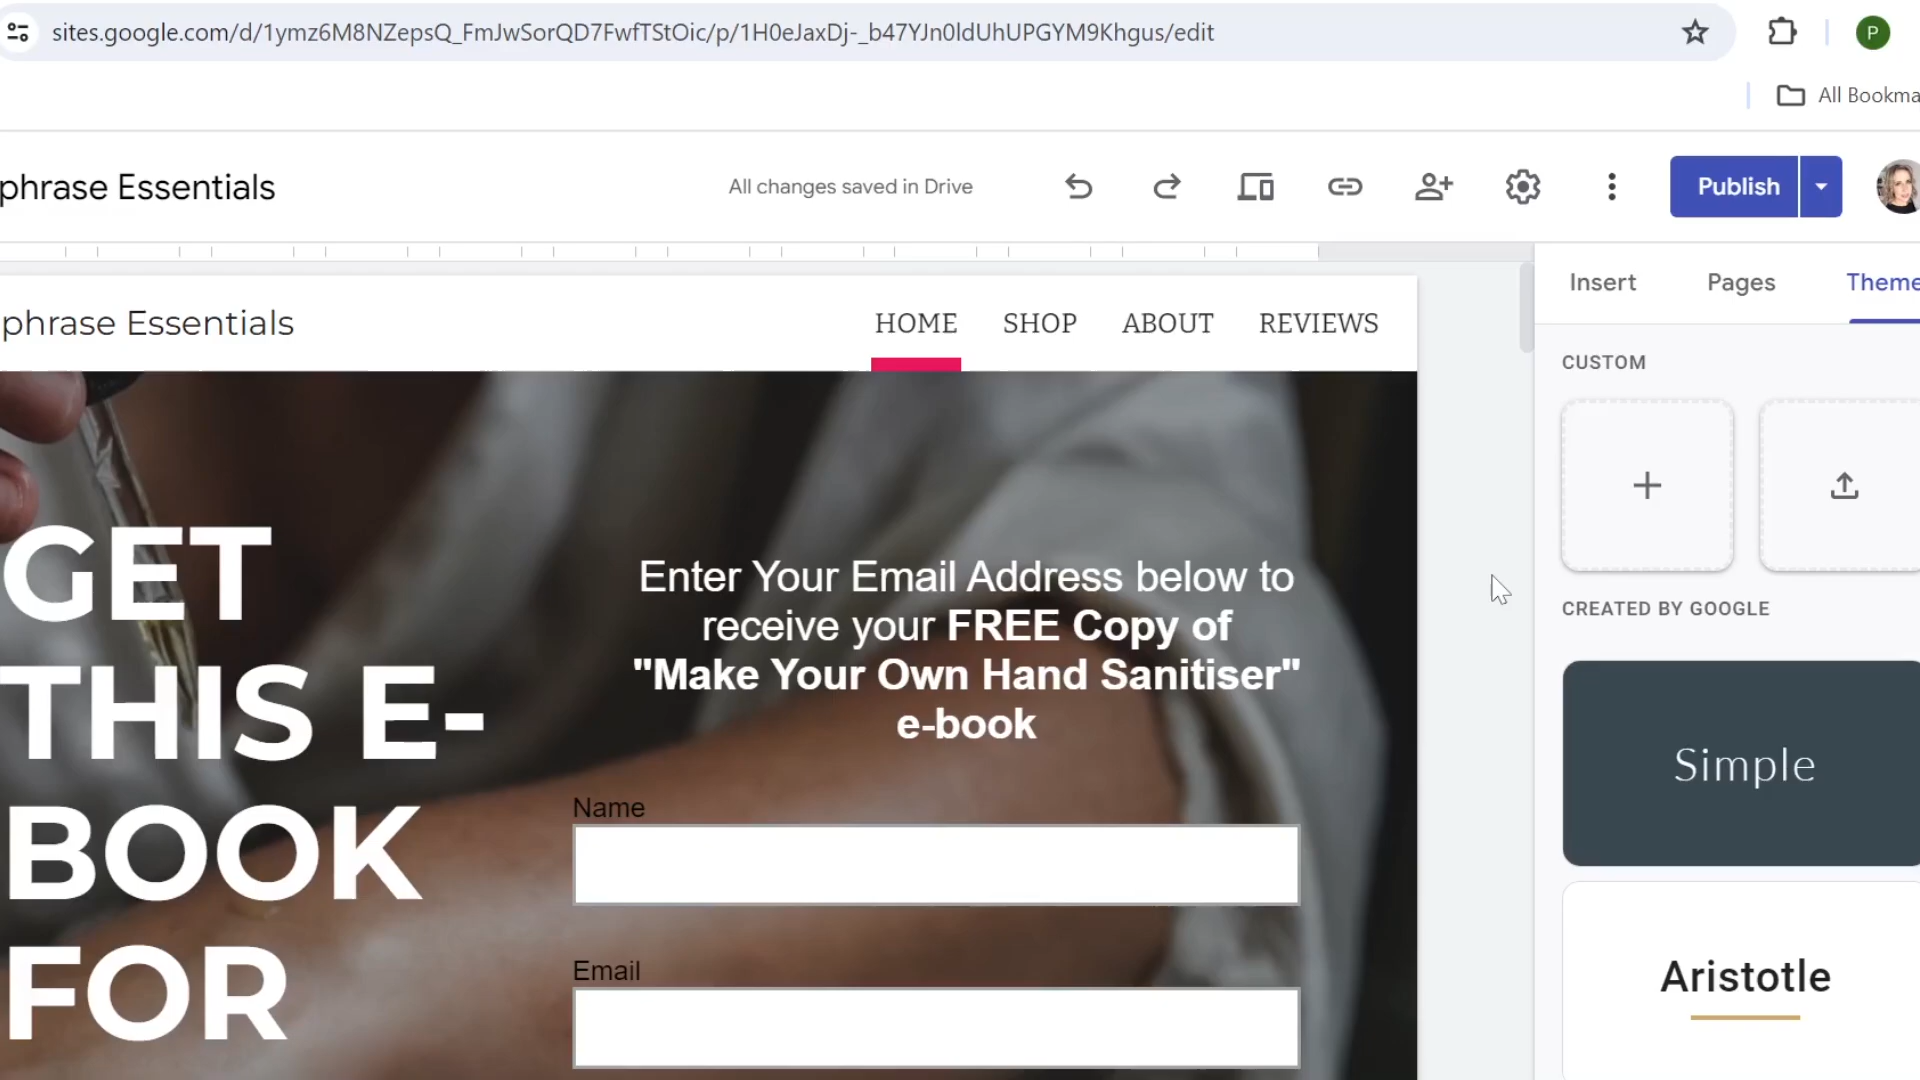 sites.google.com/d/1ymz6M8NZepsQ_FmJwSorQD7FwfTStOic/p/1H0eJaxDj-_b47YJn0ldUhUPGYM9Khgus/edit
P
All Bookma
phrase Essentials
All changes saved in Drive
Publish
Insert
Pages
Theme
phrase Essentials
HOME
SHOP
ABOUT
REVIEWS
CUSTOM
GET
THIS E-
BOOK
FOR
Enter Your Email Address below to
receive your FREE Copy of
"Make Your Own Hand Sanitiser"
e-book
Name
Email
CREATED BY GOOGLE
Simple
Aristotle